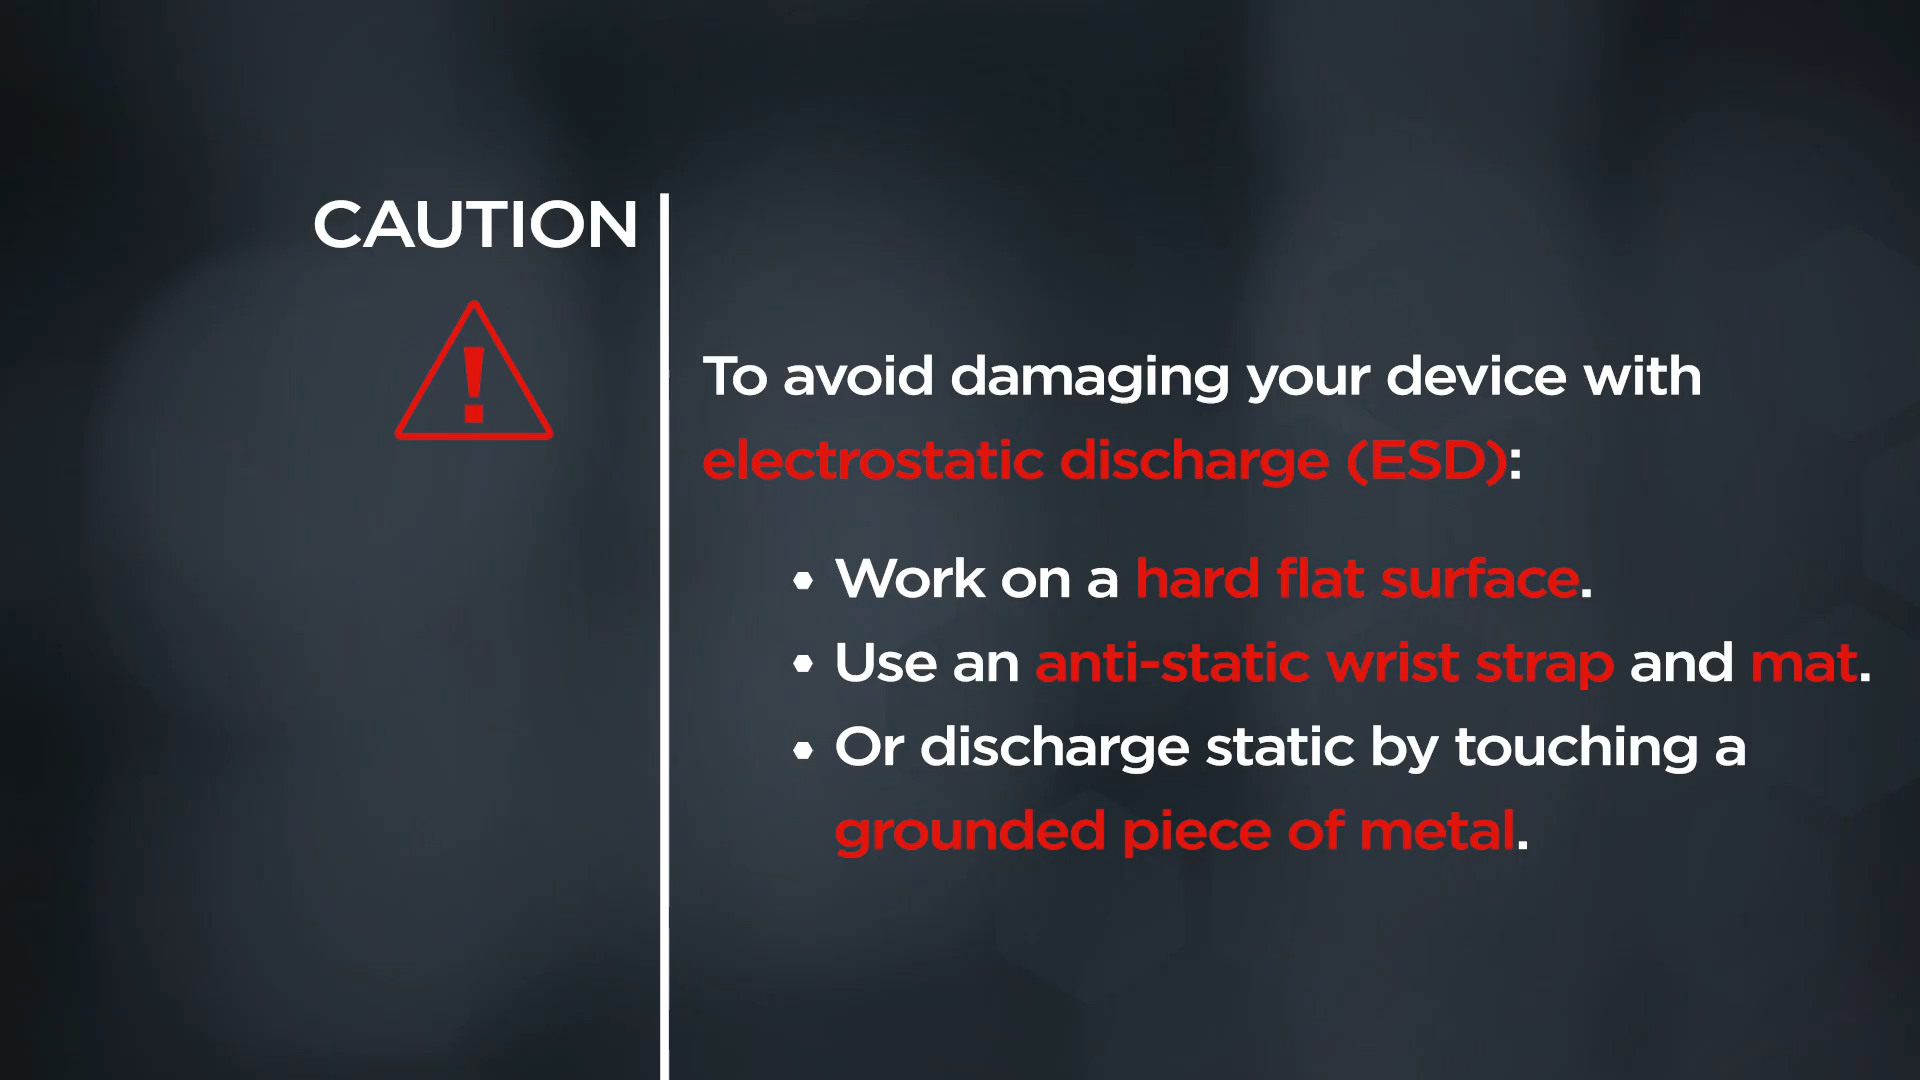 CAUTION
To avoid damaging your device with
electrostatic discharge (ESD):
• Work on a hard flat surface.
• Use an anti-static wrist strap and mat.
• Or discharge static by touching a
grounded piece of metal.